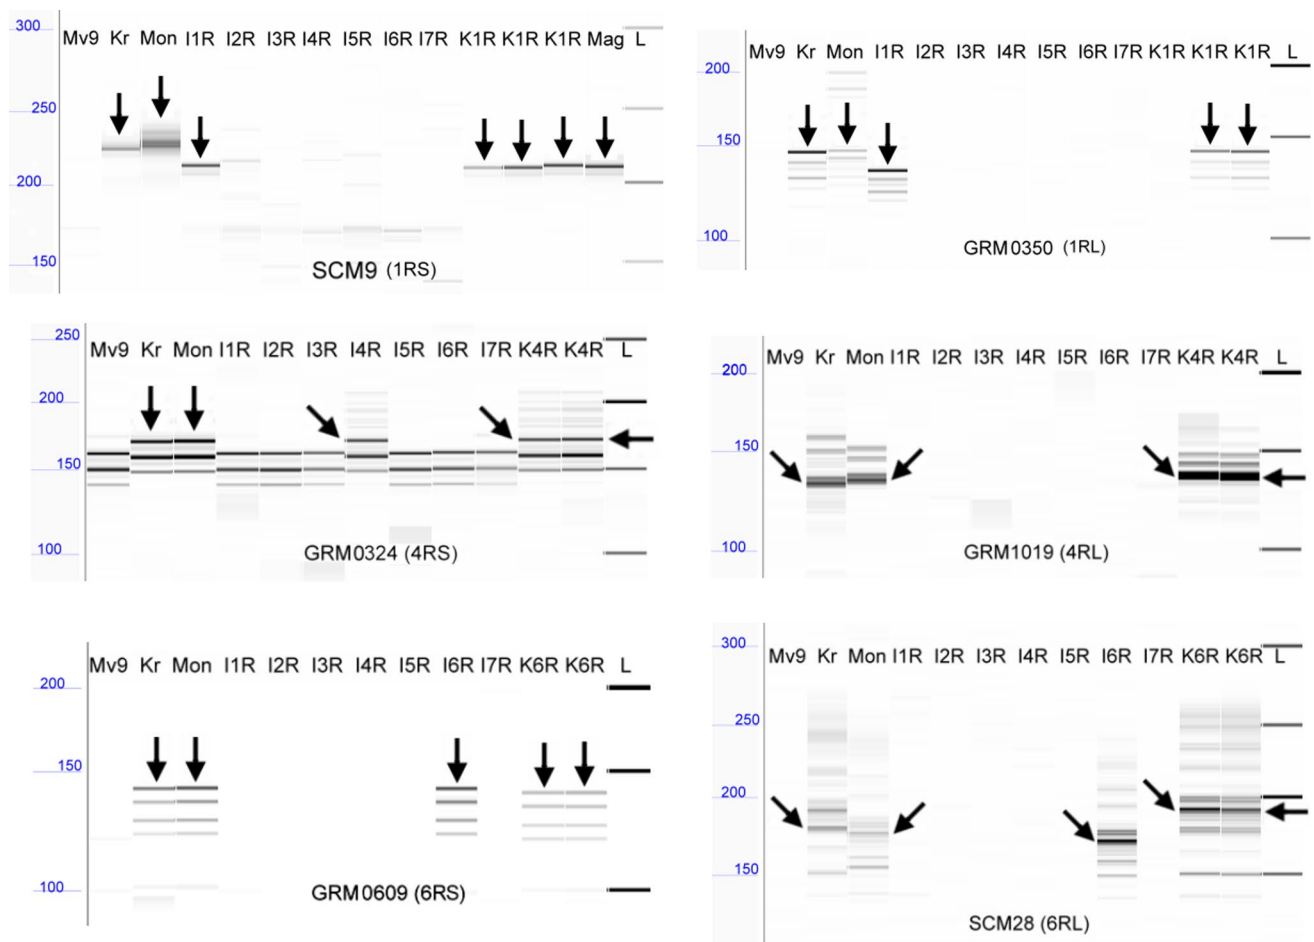 300
Mv9 Kr Mon I1R I2R I3R I4R I5R I6R I7R K1R K1R K1R Mag L
250
200
150
SCM9 (1RS)
Mv9 Kr Mon I1R I2R I3R I4R I5R I6R I7R K1R K1R K1R L
200
150
100
GRM0350 (1RL)
250
Mv9 Kr Mon I1R I2R I3R I4R I5R I6R I7R K4R K4R L
200
150
100
GRM0324 (4RS)
Mv9 Kr Mon I1R I2R I3R I4R I5R I6R I7R K4R K4R L
200
150
100
GRM1019 (4RL)
Mv9 Kr Mon I1R I2R I3R I4R I5R I6R I7R K6R K6R L
200
150
100
GRM0609 (6RS)
300
Mv9 Kr Mon I1R I2R I3R I4R I5R I6R I7R K6R K6R L
250
200
150
SCM28 (6RL)